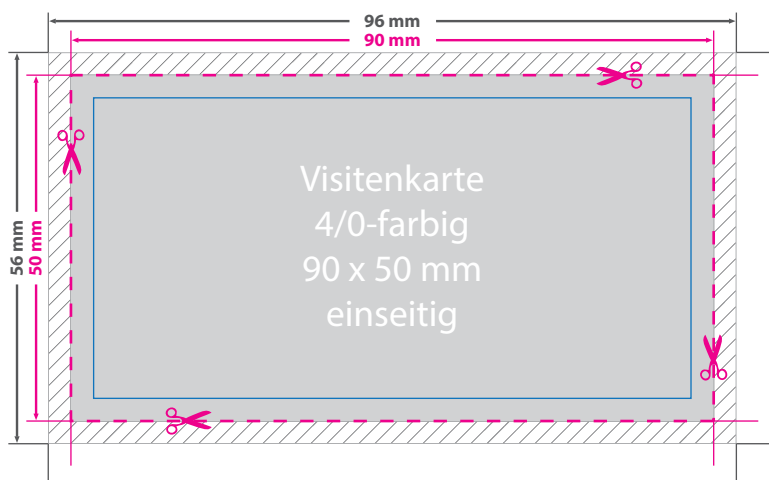 96 mm
90 mm
56 mm
50 mm
Visitenkarte
4/0-farbig
90 x 50 mm
einseitig